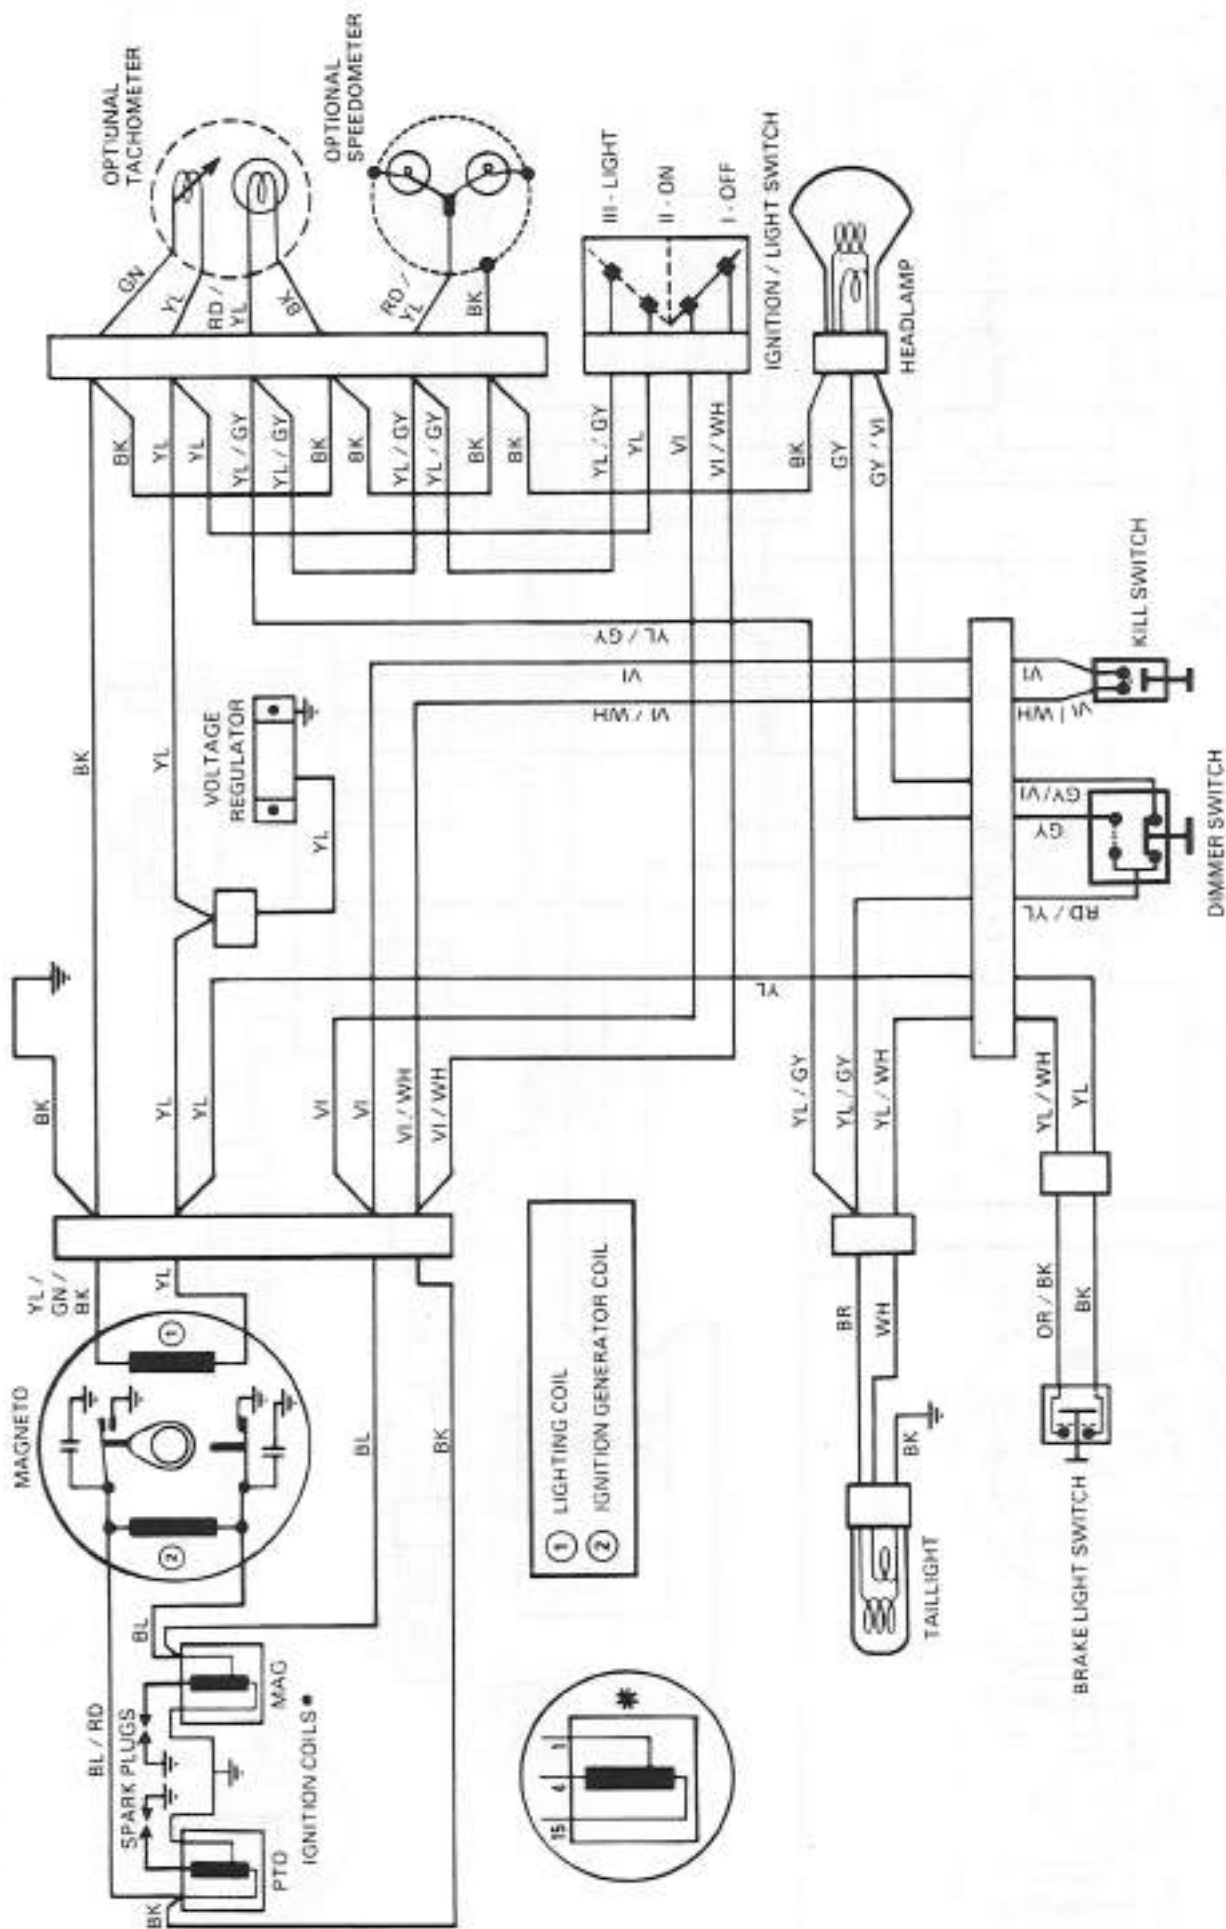 OPTIONAL
TACHOMETER
OPTIONAL
SPEEDOMETER
GN
YL
RD /
YL
BK
RD /
YL
BK
III - LIGHT
II - ON
I - OFF
IGNITION / LIGHT SWITCH
HEADLAMP
BK
YL
YL
YL / GY
YL / GY
BK
BK
YL / GY
YL / GY
BK
BK
YL / GY
YL
VI
VI / WH
BK
GY
GY / VI
BK
YL
VOLTAGE
REGULATOR
YL
YL / GY
VI
VI / WH
VI
VI / WH
KILL SWITCH
GY/VI
GY
RD / YL
DIMMER SWITCH
BK
YL
YL
VI
VI
VI / WH
VI / WH
YL
YL / GY
YL / GY
YL / WH
YL / WH
YL
MAGNETO
YL /
GN /
BK
YL
1
2
BL
BK
1 LIGHTING COIL
2 IGNITION GENERATOR COIL
BR
WH
BK
TAILLIGHT
OR / BK
BK
BRAKE LIGHT SWITCH
BL / RD
SPARK PLUGS
BL
MAG
PTO
BK
IGNITION COILS
1
4
15
#